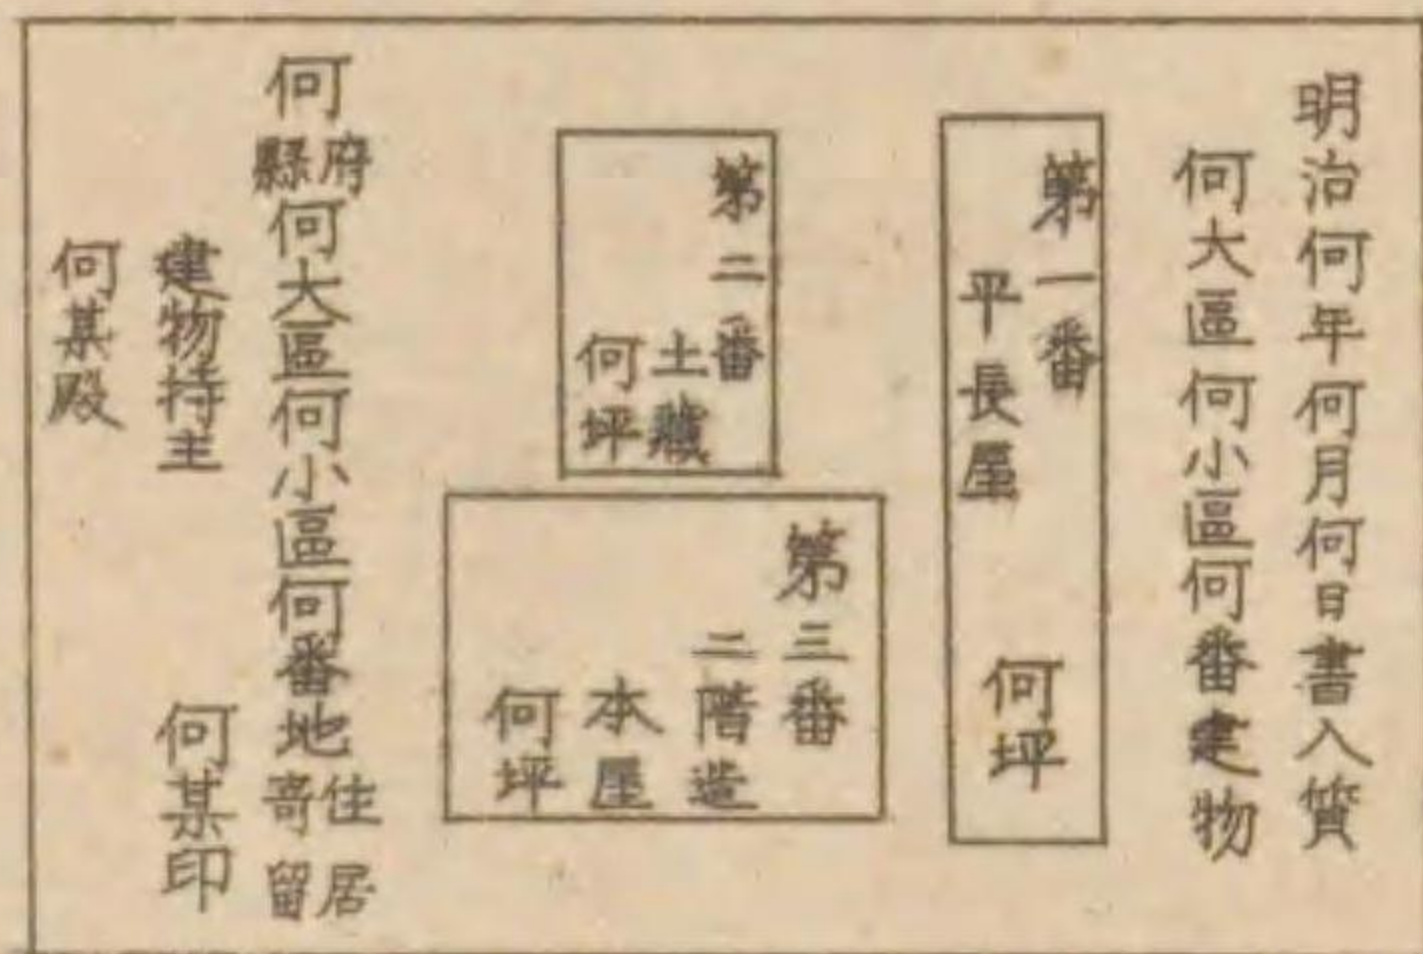 明治何年何月何日書入質
何大區何小區何番建物
第一番
平長屋　何坪
第二番
土藏
何坪
第三番
二階造
本屋
何坪
何府縣何大區何小區何番地住居寄留
建物持主　何某印
何某殿